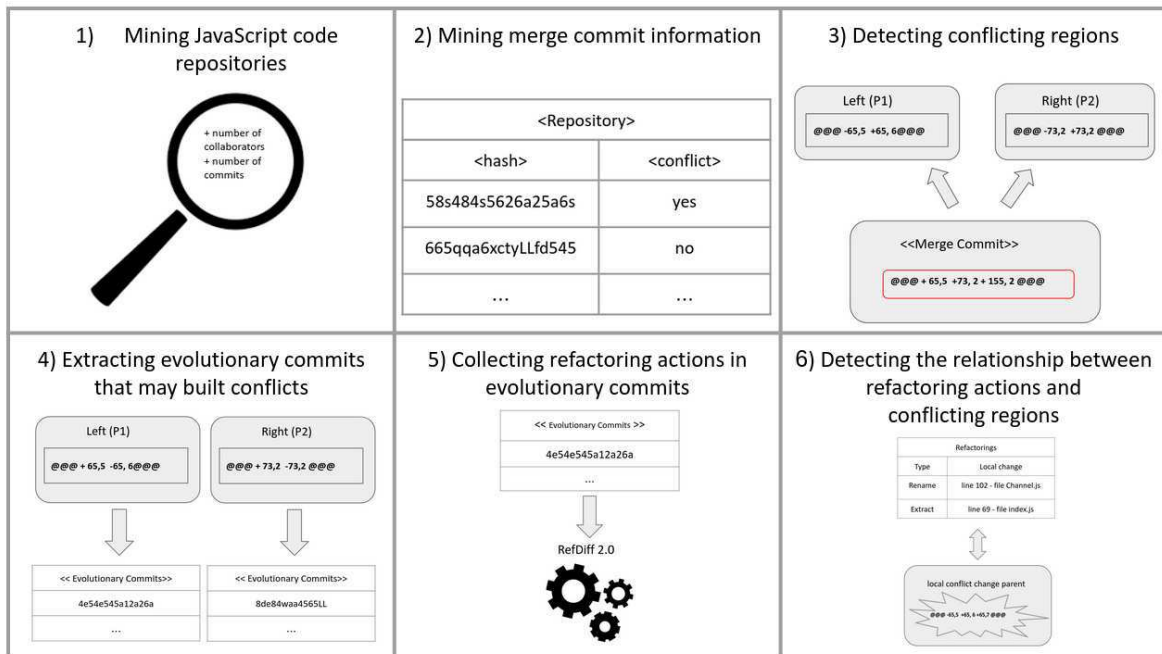 1) Mining JavaScript code
repositories
+ number of
collaborators
+ number of
commits
2) Mining merge commit information
<Repository>
<hash> <conflict>
58s484s5626a25a6s yes
665qqa6xctyLLfd545 no
... ...
3) Detecting conflicting regions
Left (P1)
@@@ -65,5 +65, 6@@@
Right (P2)
@@@ -73,2 +73,2 @@@
<<Merge Commit>>
@@@ + 65,5 +73, 2 + 155, 2 @@@
4) Extracting evolutionary commits
that may built conflicts
Left (P1)
@@@ + 65,5 -65, 6@@@
Right (P2)
@@@ + 73,2 -73,2 @@@
<< Evolutionary Commits>>
4e54e545a12a26a
...
<< Evolutionary Commits>>
8de84waa4565LL
...
5) Collecting refactoring actions in
evolutionary commits
<< Evolutionary Commits >>
4e54e545a12a26a
...
RefDiff 2.0
6) Detecting the relationship between
refactoring actions and
conflicting regions
Refactorings
Type Local change
Rename line 102 - file Channel.js
Extract line 69 - file index.js
local conflict change parent
@@@ -65,5 +65, 6 +65,7 @@@